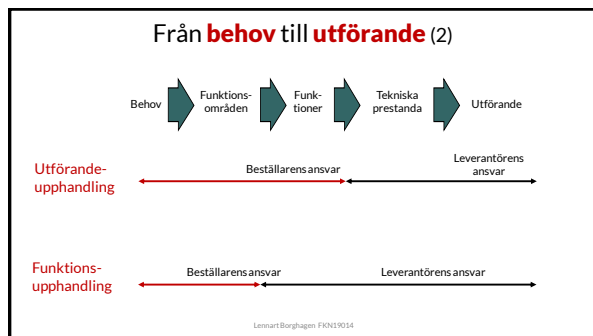 Från behov till utförande (2)
Behov
Funktions-
områden
Funk-
tioner
Tekniska
prestanda
Utförande
Utförande-
upphandling
Beställarens ansvar
Leverantörens
ansvar
Funktions-
upphandling
Beställarens ansvar
Leverantörens ansvar
Lennart Borghagen FKN19014